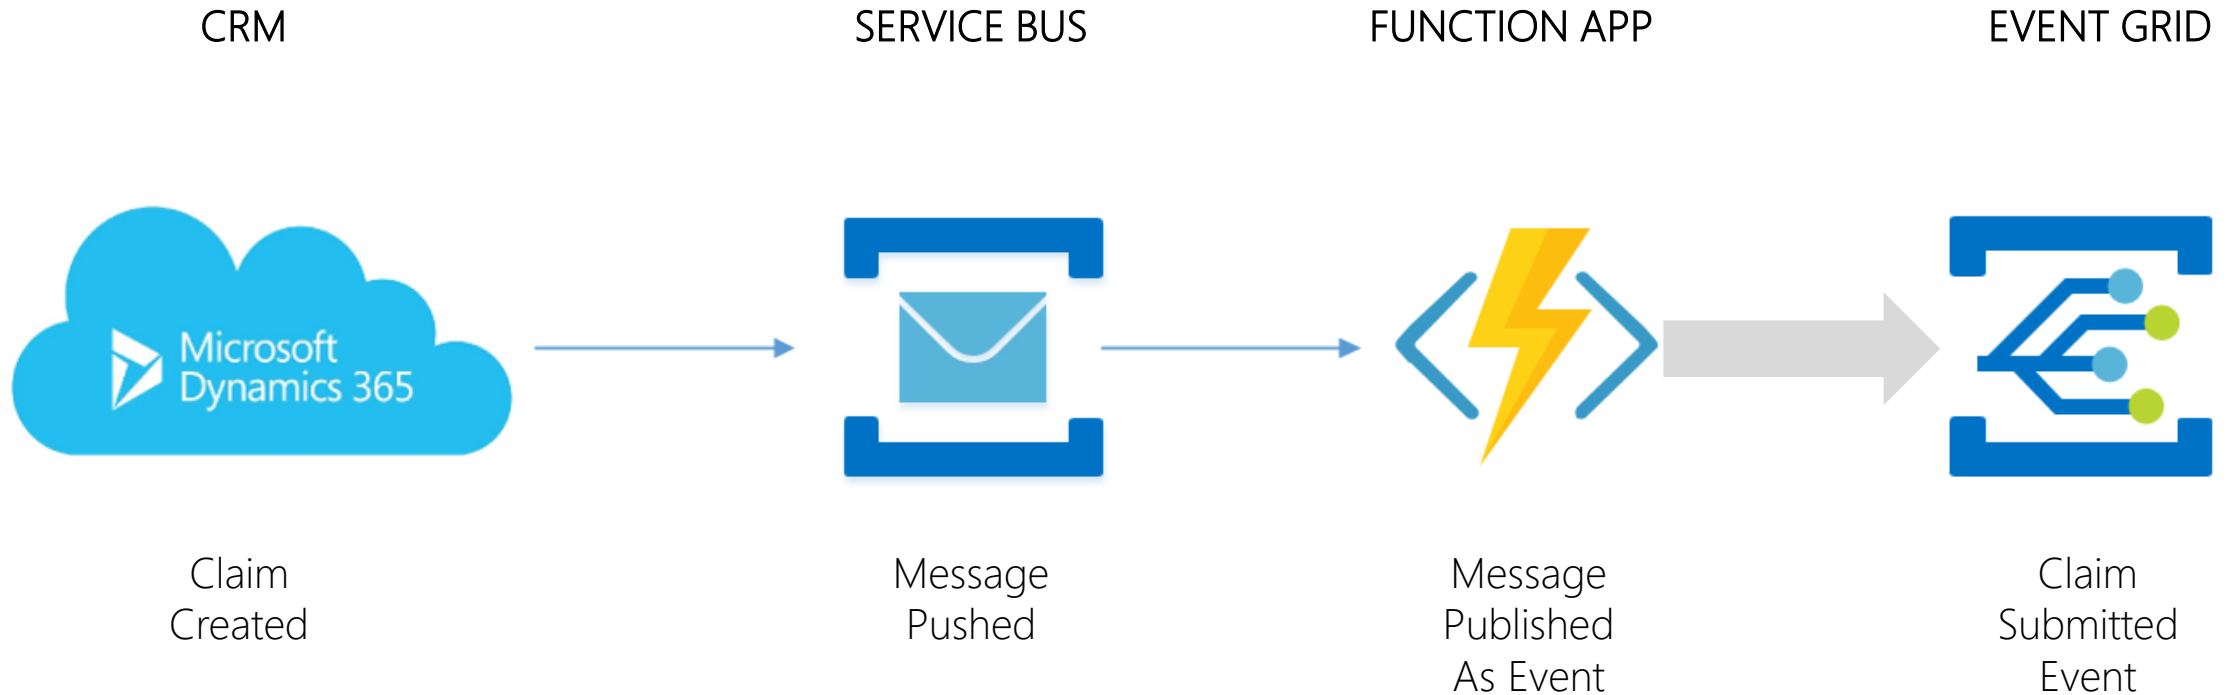 CRM
SERVICE BUS
FUNCTION APP
EVENT GRID
Microsoft
Dynamics 365
Claim
Created
Message
Pushed
Message
Published
As Event
Claim
Submitted
Event